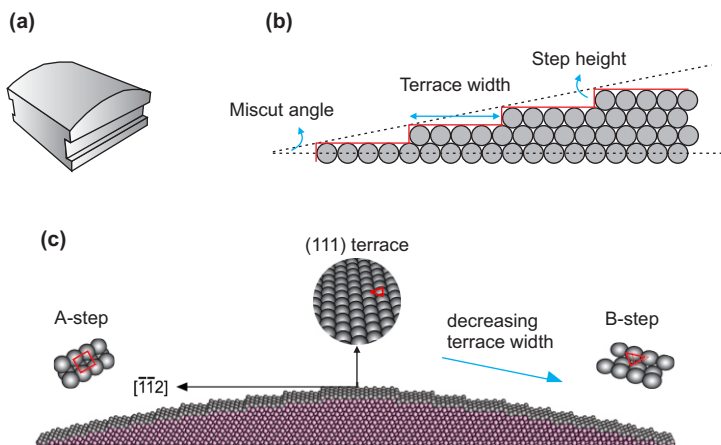 (a)
(b)
Step height
Terrace width
Miscut angle
(c)
(111) terrace
A-step
decreasing
terrace width
B-step
[1̅1̅2]